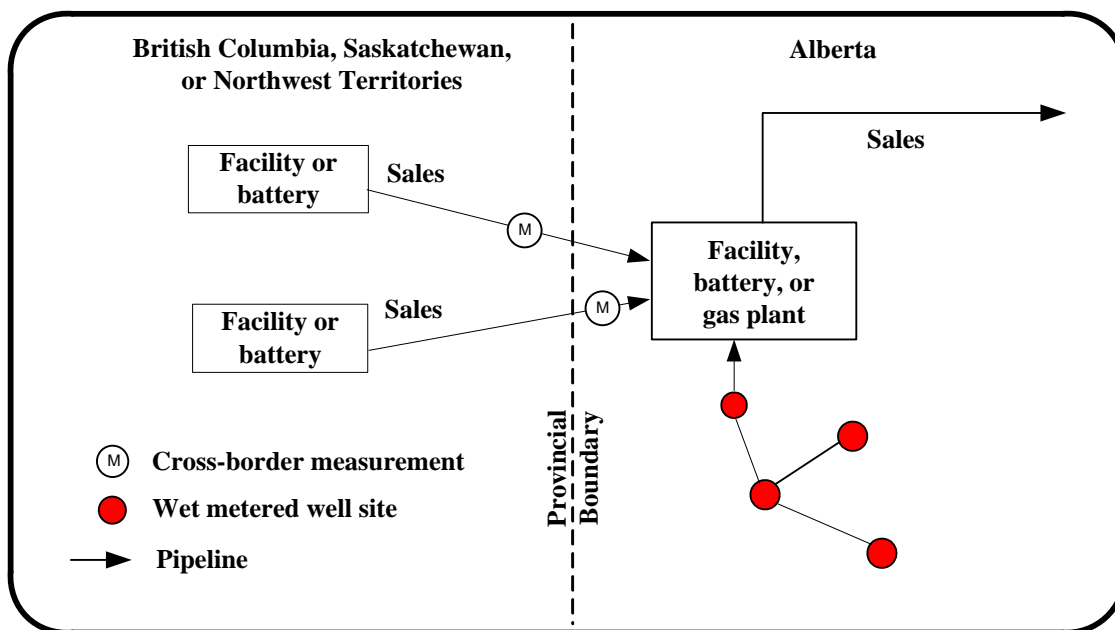 British Columbia, Saskatchewan,
or Northwest Territories
Alberta
Sales
Facility or
battery
Sales
M
Facility,
battery, or
gas plant
Facility or
battery
Sales
M
Provincial
Boundary
M Cross-border measurement
Wet metered well site
Pipeline